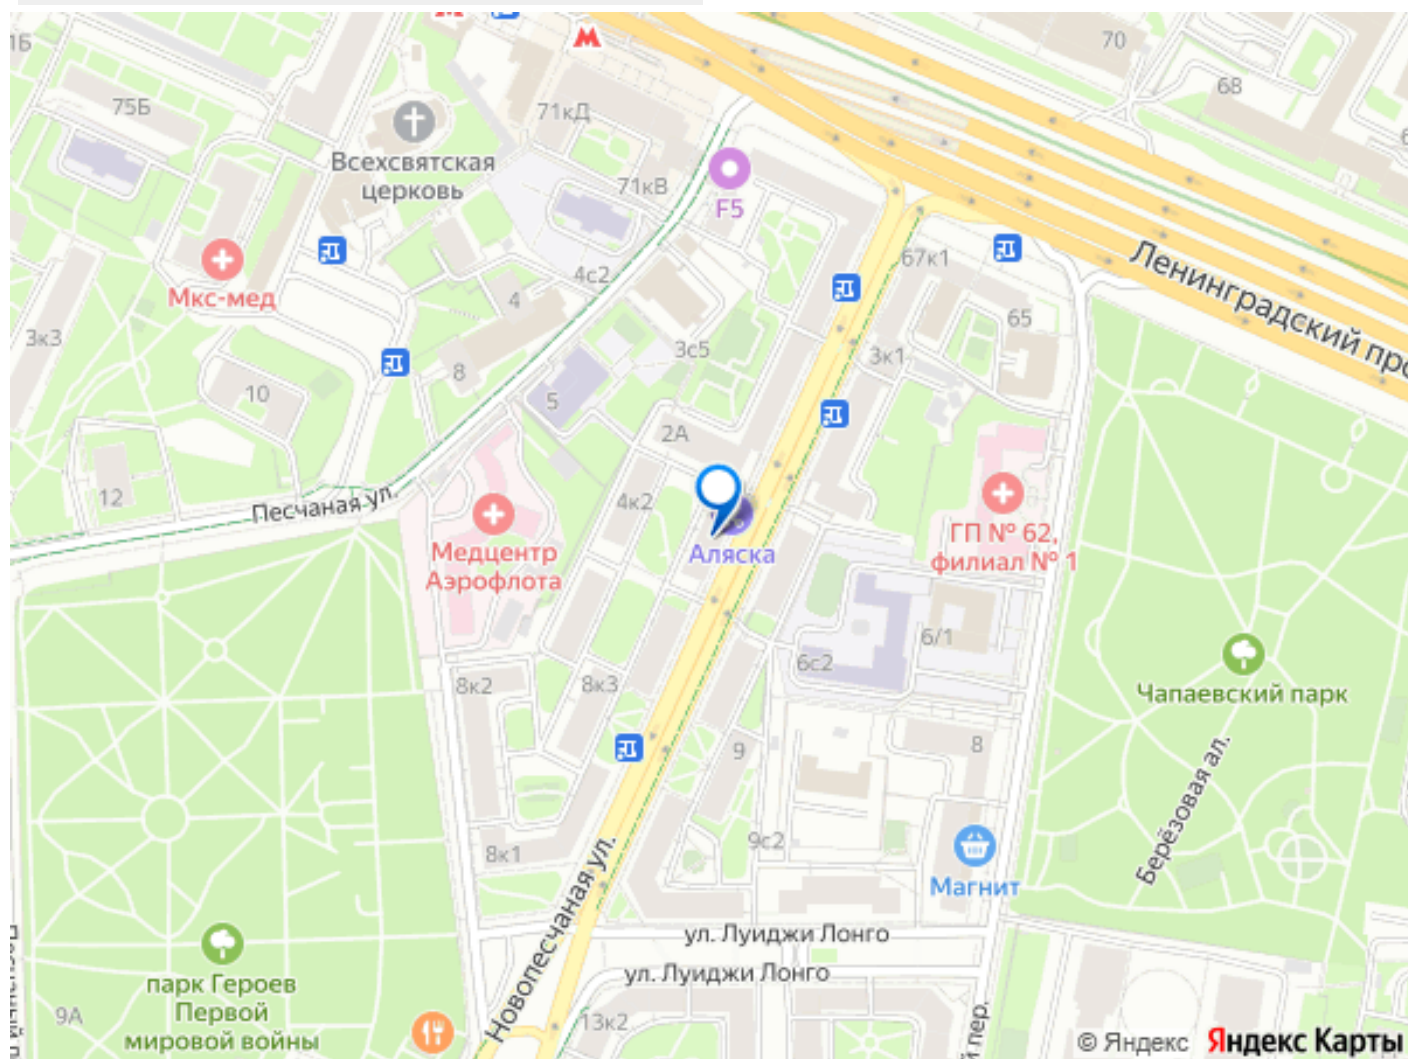 70
68
1Б
75Б
71кД
Всехсвятская
церковь
71кВ
F5
67к1
Ленинградский про
Мкс-мед
4с2
4
65
3к3
3с5
3к1
8
10
5
2А
12
Песчаная ул.
4к2
Медцентр
Аэрофлота
Аляска
ГП № 62,
филиал № 1
6/1
6с2
Чапаевский парк
8к2
8к3
9
8
Берёзовая ал.
8к1
9с2
Магнит
Новопесчаная ул.
ул. Луиджи Лонго
ул. Луиджи Лонго
парк Героев
Первой
мировой войны
9А
13к2
й пер.
© Яндекс Яндекс Карты